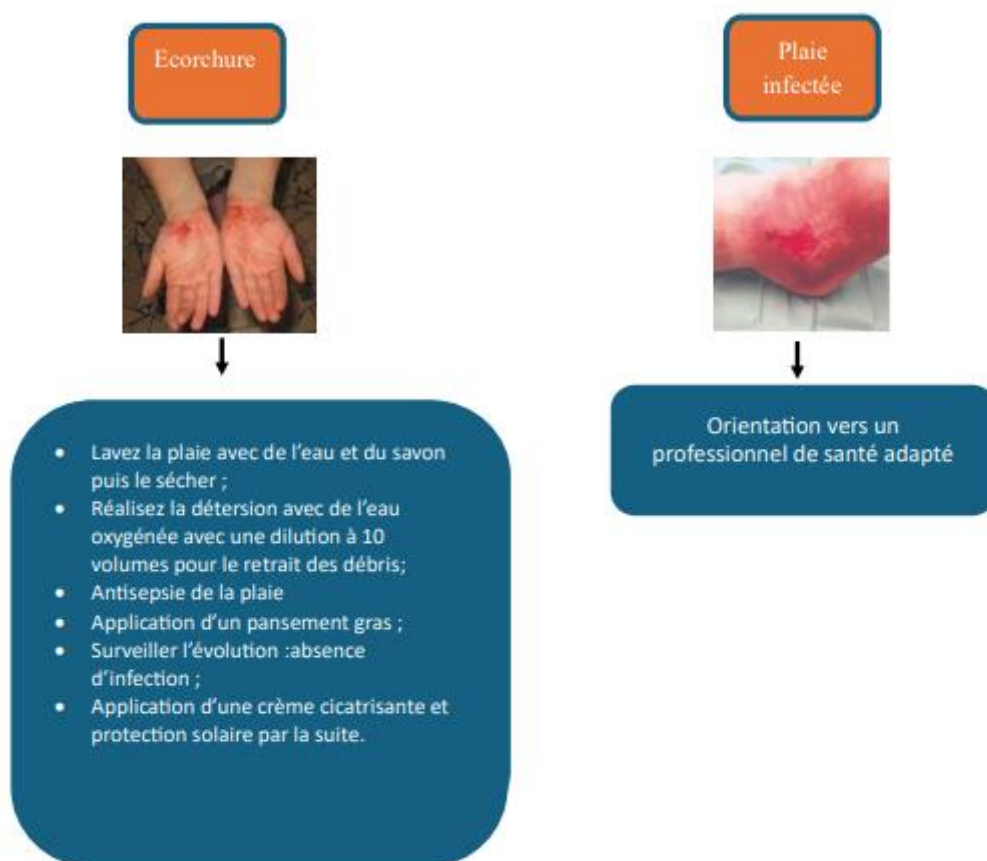 Ecorchure
Plaie
infectée
• Lavez la plaie avec de l'eau et du savon
puis le sécher ;
• Réalisez la détersion avec de l'eau
oxygénée avec une dilution à 10
volumes pour le retrait des débris;
• Antisepsie de la plaie
• Application d'un pansement gras ;
• Surveiller l'évolution :absence
d'infection ;
• Application d'une crème cicatrisante et
protection solaire par la suite.
Orientation vers un
professionnel de santé adapté